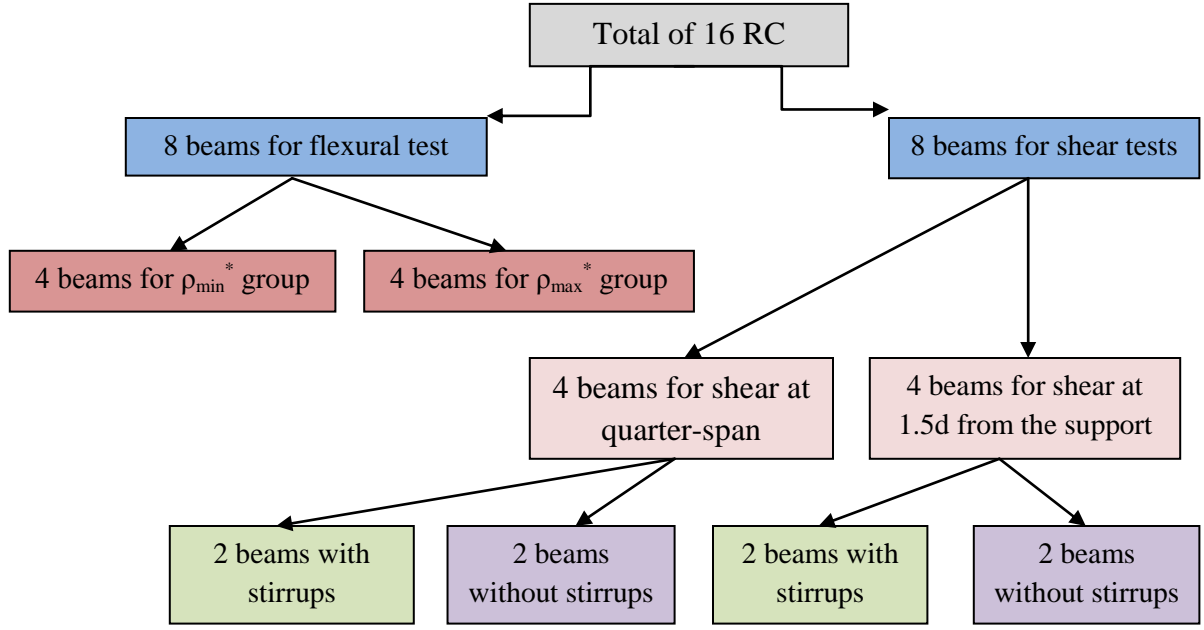 Total of 16 RC
8 beams for flexural test
8 beams for shear tests
4 beams for ρmin* group
4 beams for ρmax* group
4 beams for shear at
quarter-span
4 beams for shear at
1.5d from the support
2 beams with
stirrups
2 beams
without stirrups
2 beams with
stirrups
2 beams
without stirrups